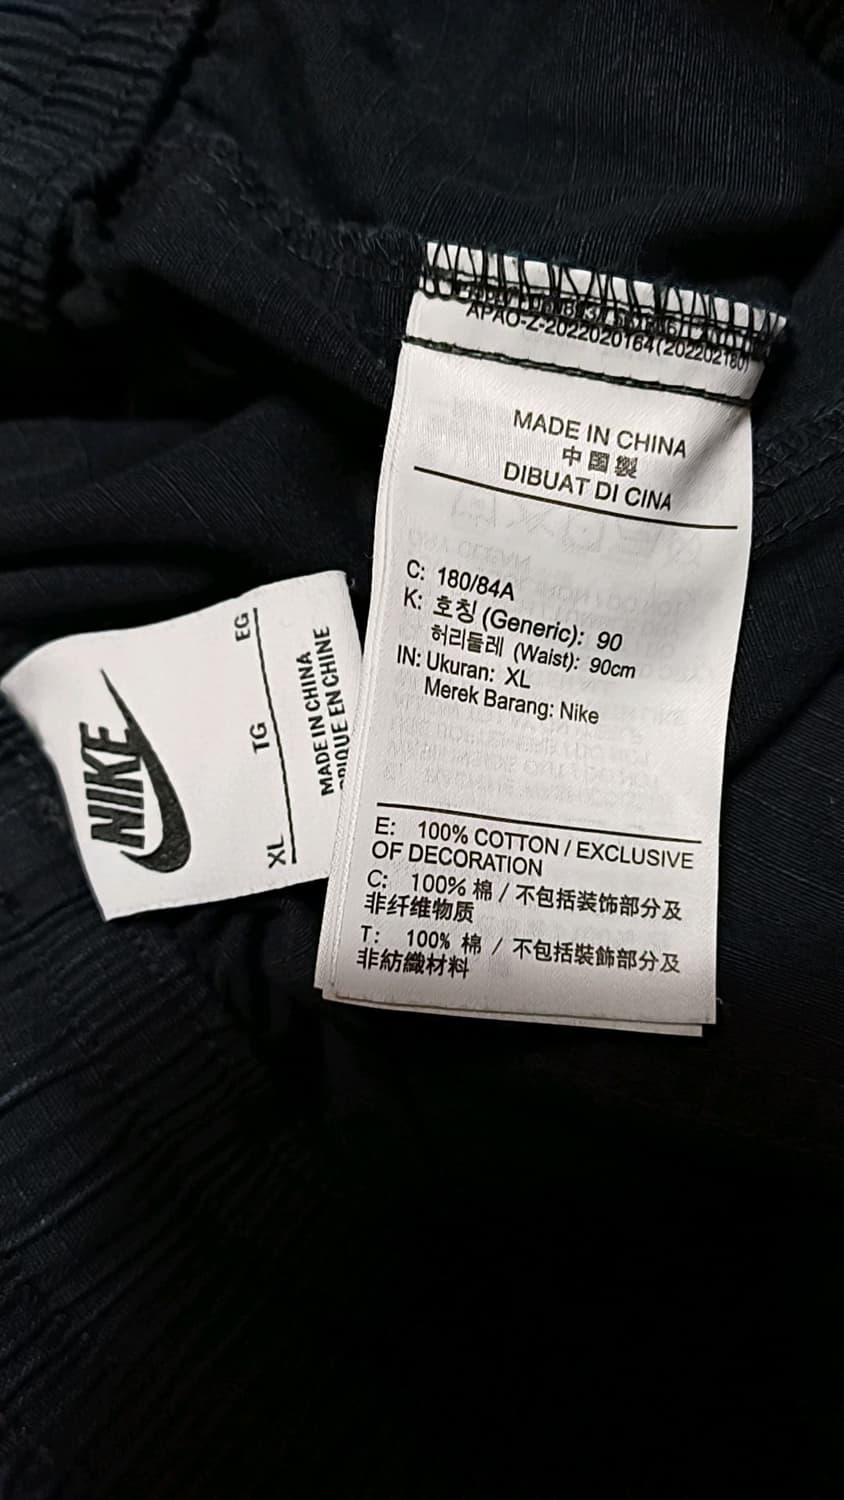 APAO-Z-2022020164(202202180)
MADE IN CHINA
中國製
DIBUAT DI CINA
C: 180/84A
K: 호칭 (Generic): 90
허리둘레 (Waist): 90cm
IN: Ukuran: XL
Merek Barang: Nike
E: 100% COTTON / EXCLUSIVE
OF DECORATION
C: 100% 棉 / 不包括装饰部分及
非纤维物质
T: 100% 棉 / 不包括裝飾部分及
非紡織材料
NIKE
XL TG EG
MADE IN CHINA
RIQUE EN CHINE